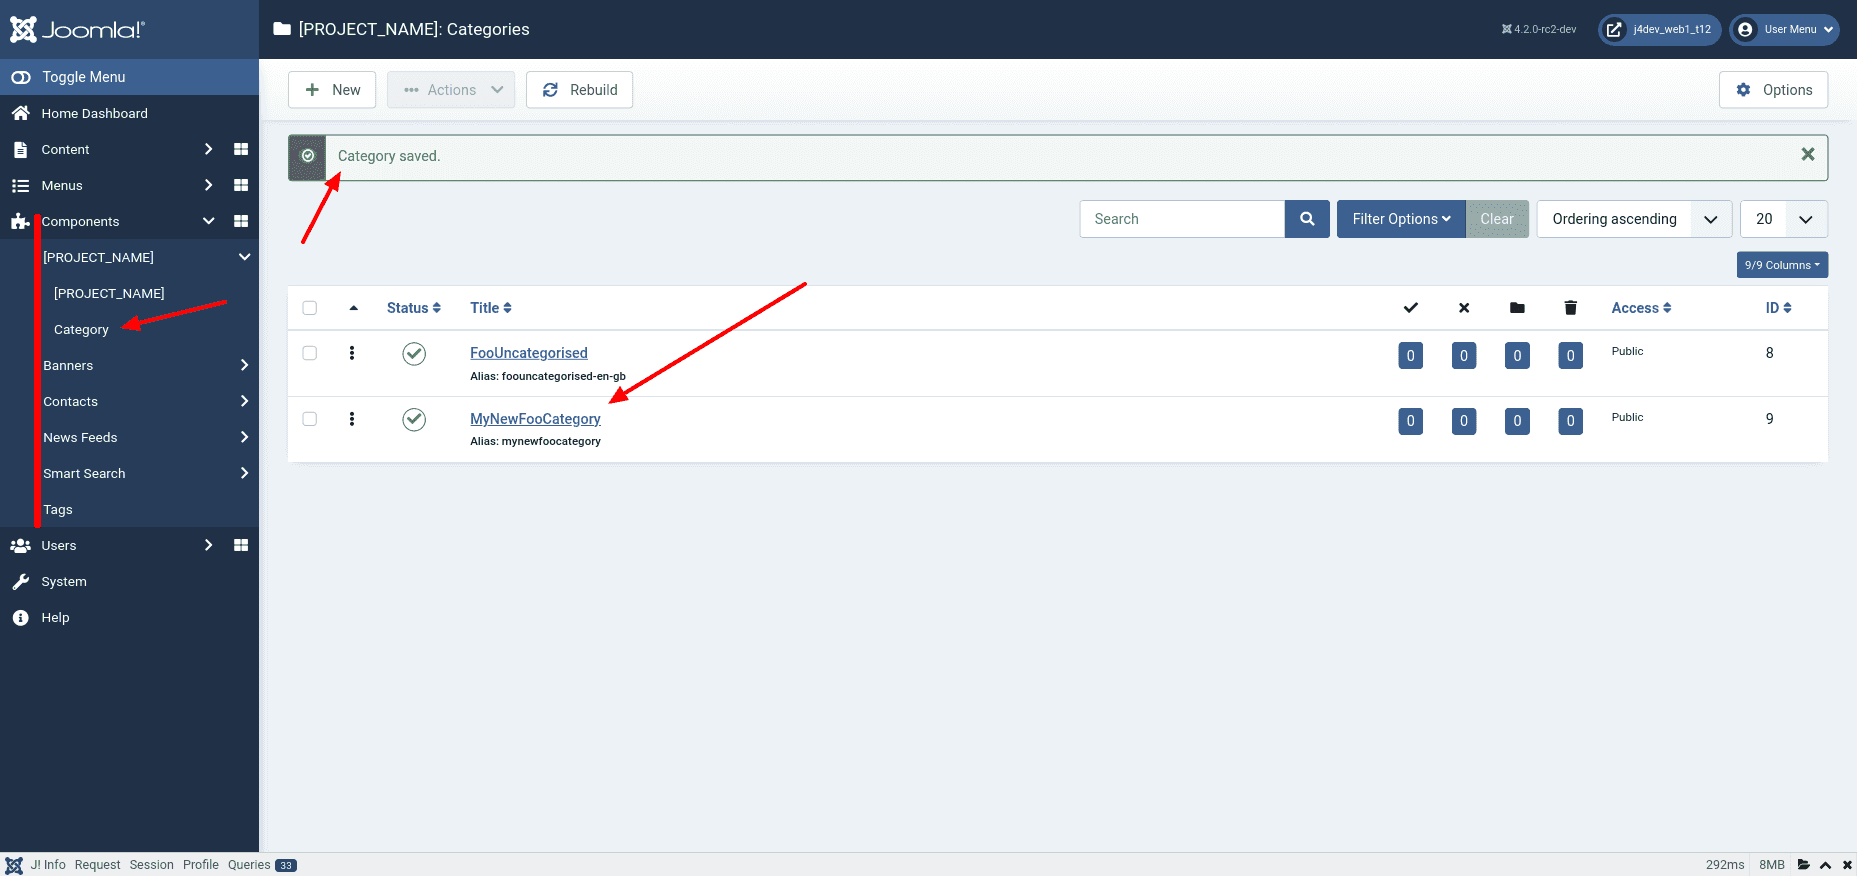 Joomla!®
[PROJECT_NAME]: Categories
4.2.0-rc2-dev
j4dev_web1_t12
User Menu
Toggle Menu
Home Dashboard
Content
Menus
Components
[PROJECT_NAME]
[PROJECT_NAME]
Category
Banners
Contacts
News Feeds
Smart Search
Tags
Users
System
Help
New
Actions
Rebuild
Options
Category saved.
Search
Filter Options
Clear
Ordering ascending
20
9/9 Columns
Status Title Access ID
FooUncategorised 0 0 0 0 Public 8
Alias: foouncategorised-en-gb
MyNewFooCategory 0 0 0 0 Public 9
Alias: mynewfoocategory
J! Info Request Session Profile Queries 33 292ms 8MB